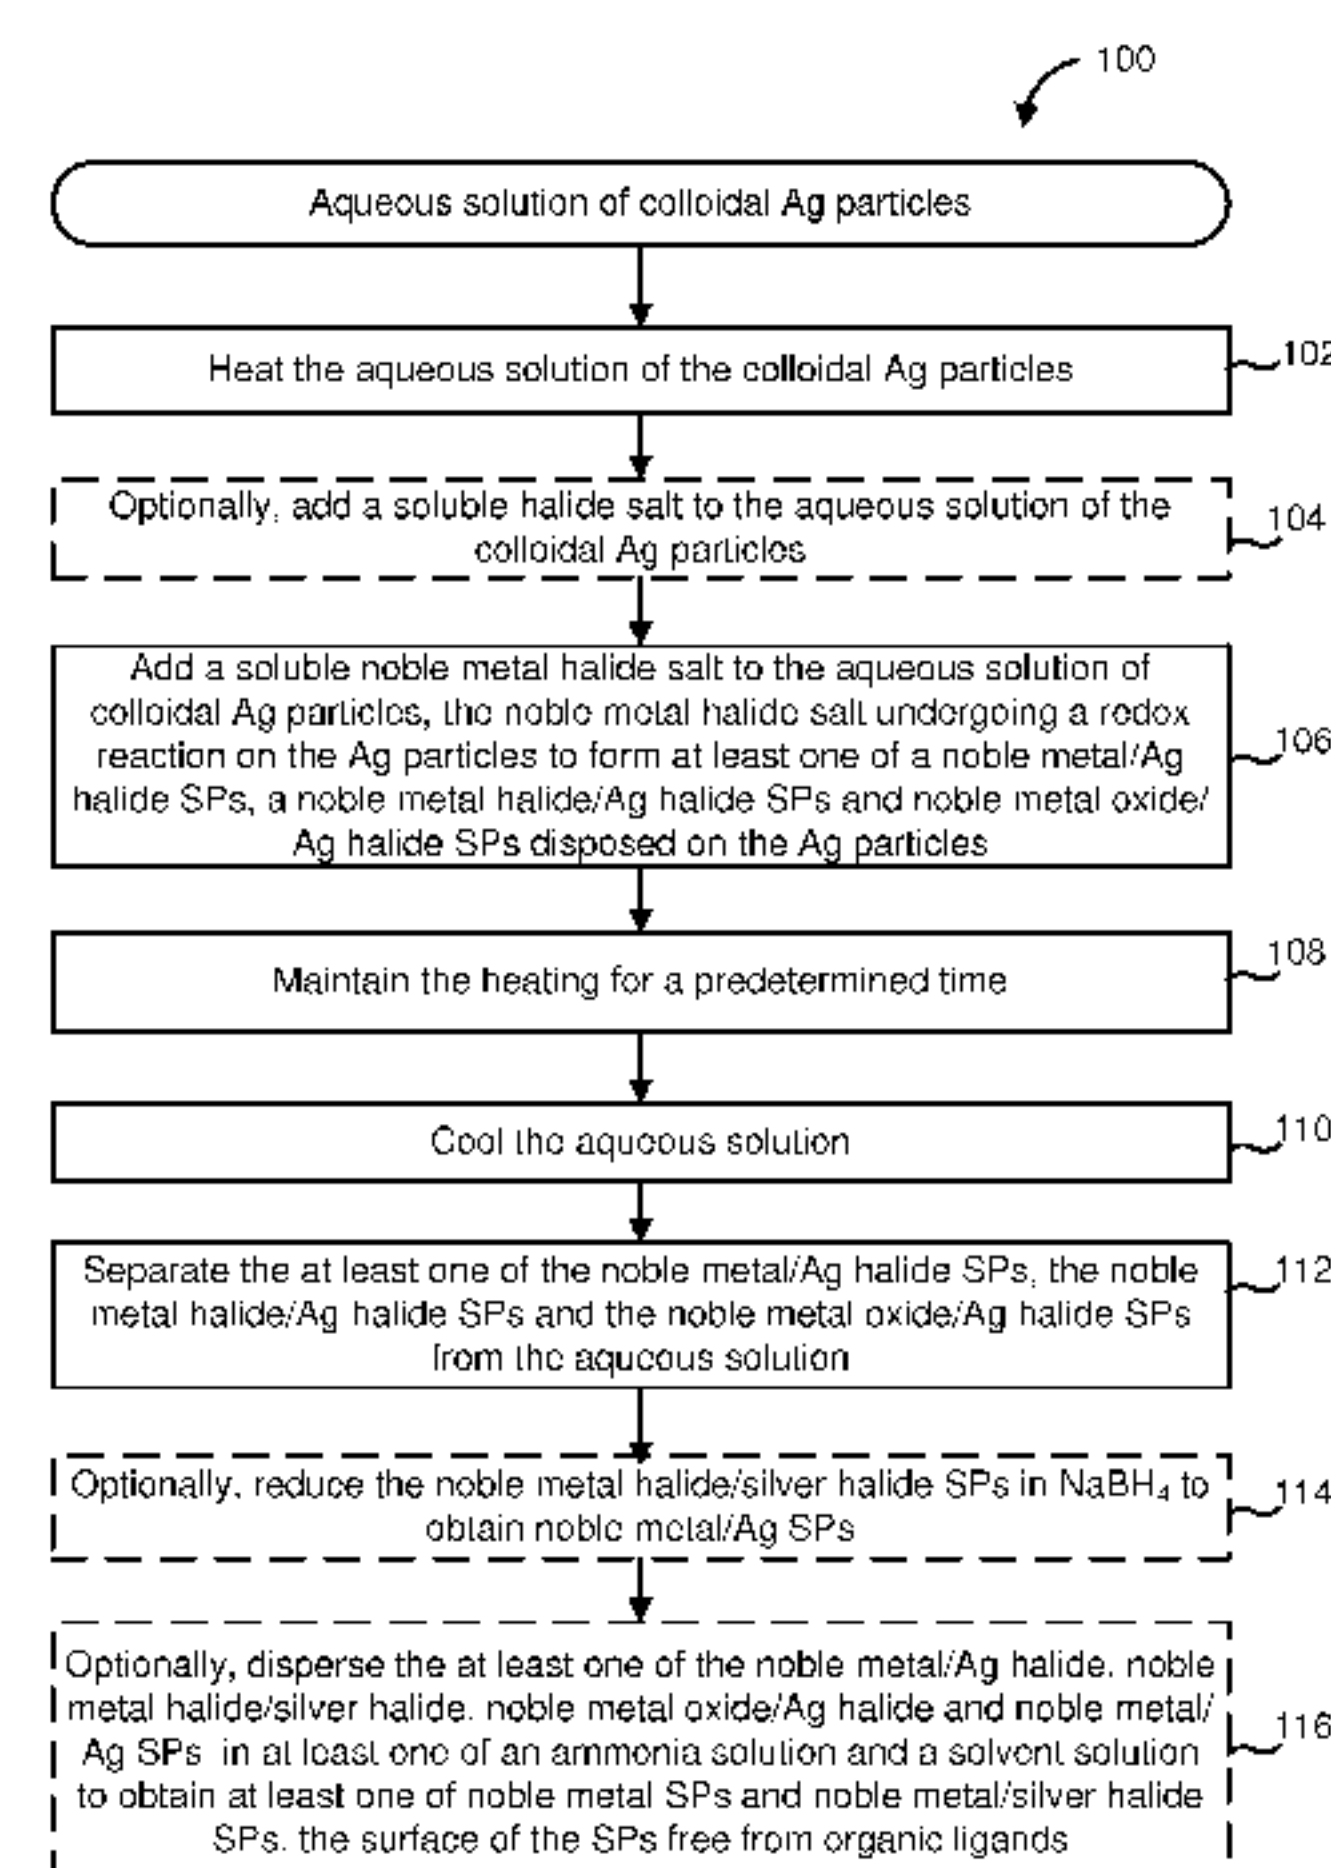 100
Aqueous solution of colloidal Ag particles
Heat the aqueous solution of the colloidal Ag particles
102
Optionally, add a soluble halide salt to the aqueous solution of the
colloidal Ag particles
104
Add a soluble noble metal halide salt to the aqueous solution of
colloidal Ag particles, the noble metal halide salt undergoing a redox
reaction on the Ag particles to form at least one of a noble metal/Ag
halide SPs, a noble metal halide/Ag halide SPs and noble metal oxide/
Ag halide SPs disposed on the Ag particles
106
Maintain the heating for a predetermined time
108
Cool the aqueous solution
110
Separate the at least one of the noble metal/Ag halide SPs, the noble
metal halide/Ag halide SPs and the noble metal oxide/Ag halide SPs
from the aqueous solution
112
Optionally, reduce the noble metal halide/silver halide SPs in NaBH₄ to
obtain noble metal/Ag SPs
114
Optionally, disperse the at least one of the noble metal/Ag halide, noble
metal halide/silver halide, noble metal oxide/Ag halide and noble metal/
Ag SPs in at least one of an ammonia solution and a solvent solution
to obtain at least one of noble metal SPs and noble metal/silver halide
SPs, the surface of the SPs free from organic ligands
116